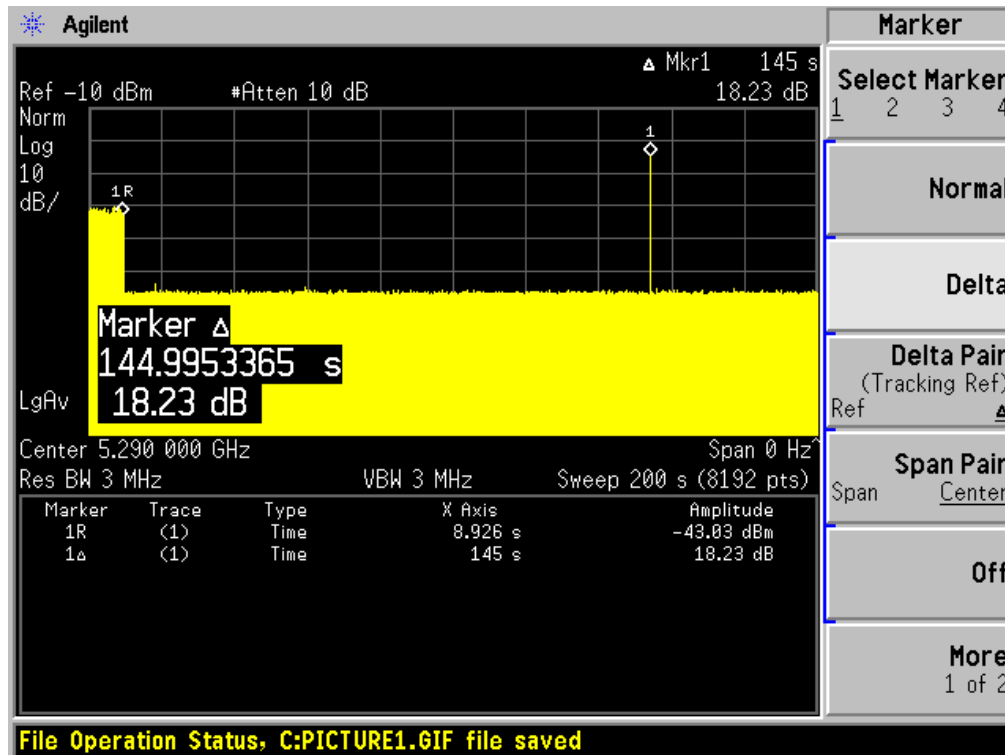 Agilent
Marker
Δ Mkr1 145 s
Ref -10 dBm #Atten 10 dB 18.23 dB
Norm
Log
10
dB/
1R
1
Marker Δ
144.9953365 s
18.23 dB
LgAv
Center 5.290 000 GHz Span 0 Hz^
Res BW 3 MHz VBW 3 MHz Sweep 200 s (8192 pts)
Marker Trace Type X Axis Amplitude
1R (1) Time 8.926 s -43.03 dBm
1Δ (1) Time 145 s 18.23 dB
Select Marker
1 2 3 4
Normal
Delta
Delta Pair
(Tracking Ref)
Ref Δ
Span Pair
Span Center
Off
More
1 of 2
File Operation Status, C:PICTURE1.GIF file saved